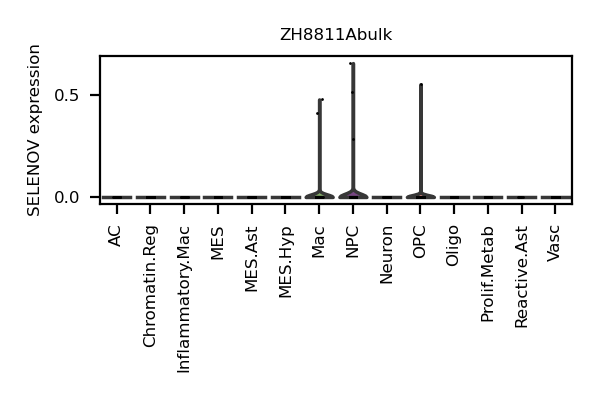 ZH8811Abulk
SELENOV expression
0.5
0.0
AC
Chromatin.Reg
Inflammatory.Mac
MES
MES.Ast
MES.Hyp
Mac
NPC
Neuron
OPC
Oligo
Prolif.Metab
Reactive.Ast
Vasc